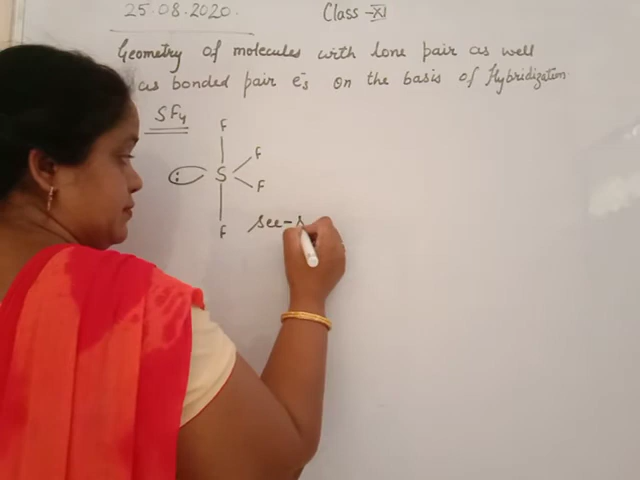 25.08.2020.
Class - XI
Geometry of molecules with lone pair as well
as bonded pair e⁻s on the basis of Hybridization.
SF4
F
F
: S
F
F
see-s